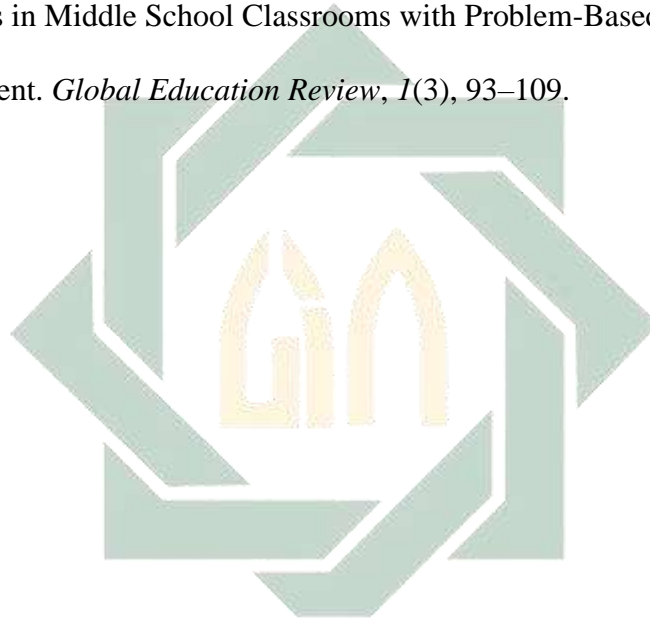 s in Middle School Classrooms with Problem-Based
ent. Global Education Review, 1(3), 93–109.